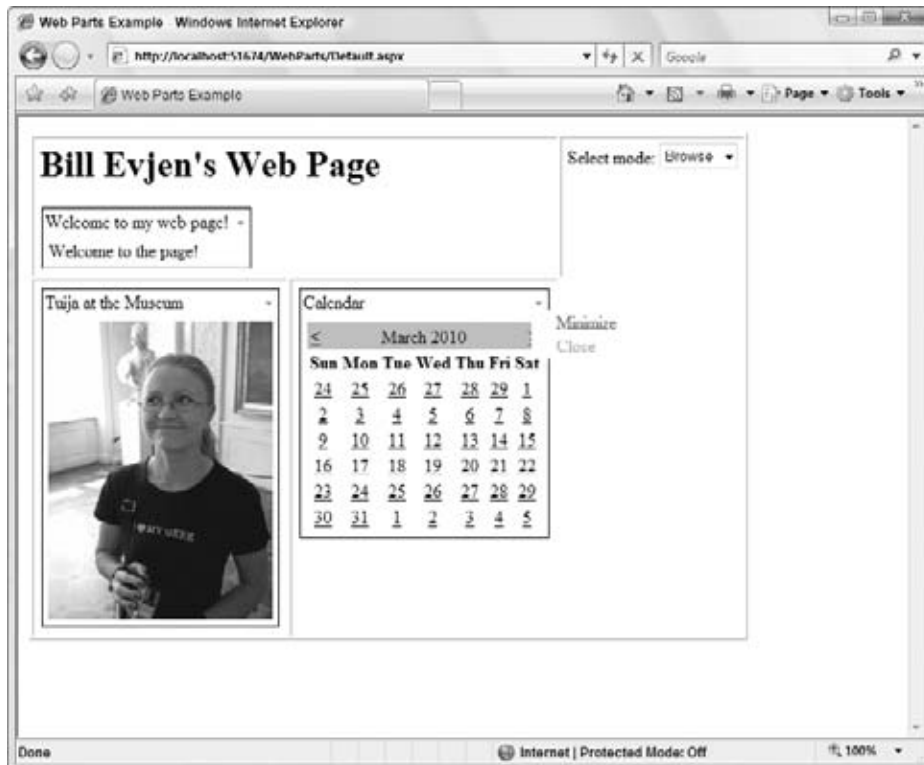 Web Parts Example   Windows Internet Explorer
http://localhost:51674/WebParts/Default.aspx
Google
Web Parts Example
Page
Tools
Bill Evjen's Web Page
Select mode: Browse
Welcome to my web page!
Welcome to the page!
Tuija at the Museum
Calendar
Minimize
Close
< March 2010
Sun Mon Tue Wed Thu Fri Sat
24 25 26 27 28 29 1
2 3 4 5 6 7 8
9 10 11 12 13 14 15
16 17 18 19 20 21 22
23 24 25 26 27 28 29
30 31 1 2 3 4 5
I ♥ MY GEEK
Done
Internet | Protected Mode: Off
100%